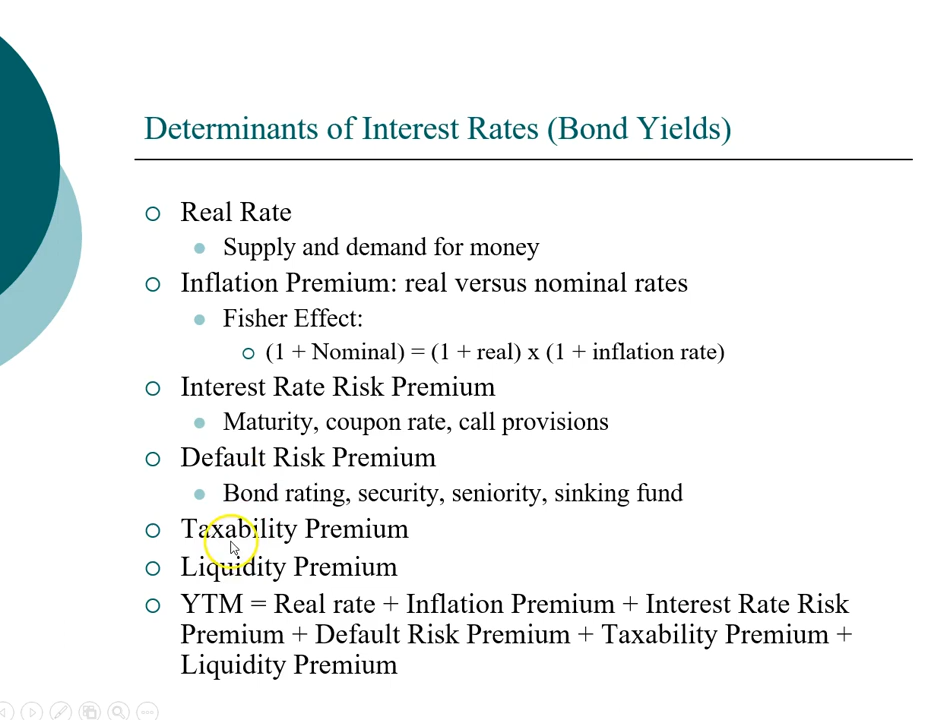 Determinants of Interest Rates (Bond Yields)
Real Rate
Supply and demand for money
Inflation Premium: real versus nominal rates
Fisher Effect:
(1 + Nominal) = (1 + real) x (1 + inflation rate)
Interest Rate Risk Premium
Maturity, coupon rate, call provisions
Default Risk Premium
Bond rating, security, seniority, sinking fund
Taxability Premium
Liquidity Premium
YTM = Real rate + Inflation Premium + Interest Rate Risk
Premium + Default Risk Premium + Taxability Premium +
Liquidity Premium